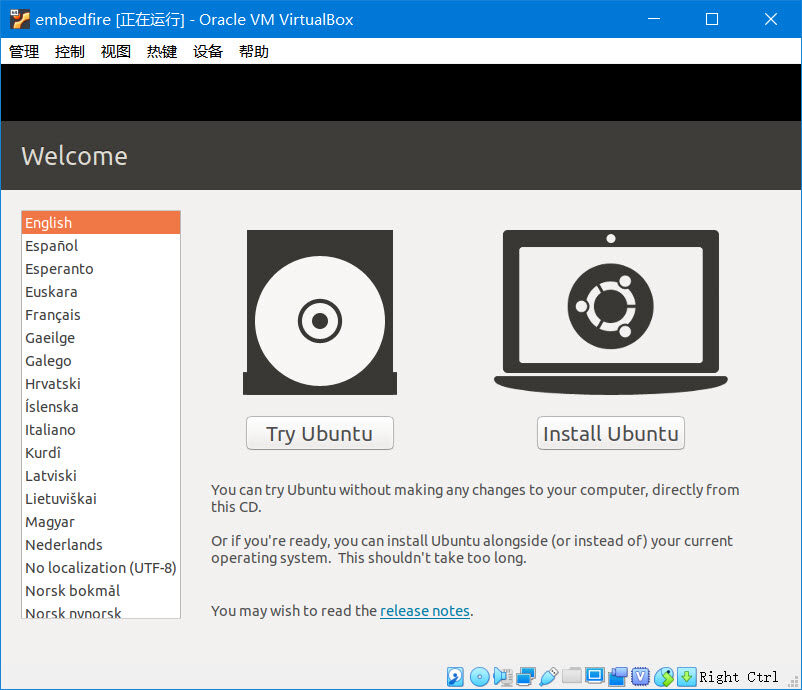 embedfire [正在运行] - Oracle VM VirtualBox
管理 控制 视图 热键 设备 帮助
Welcome
English
Español
Esperanto
Euskara
Français
Gaeilge
Galego
Hrvatski
Íslenska
Italiano
Kurdî
Latviski
Lietuviškai
Magyar
Nederlands
No localization (UTF-8)
Norsk bokmål
Norsk nynorsk
Try Ubuntu
Install Ubuntu
You can try Ubuntu without making any changes to your computer, directly from
this CD.
Or if you're ready, you can install Ubuntu alongside (or instead of) your current
operating system. This shouldn't take too long.
You may wish to read the release notes.
Right Ctrl